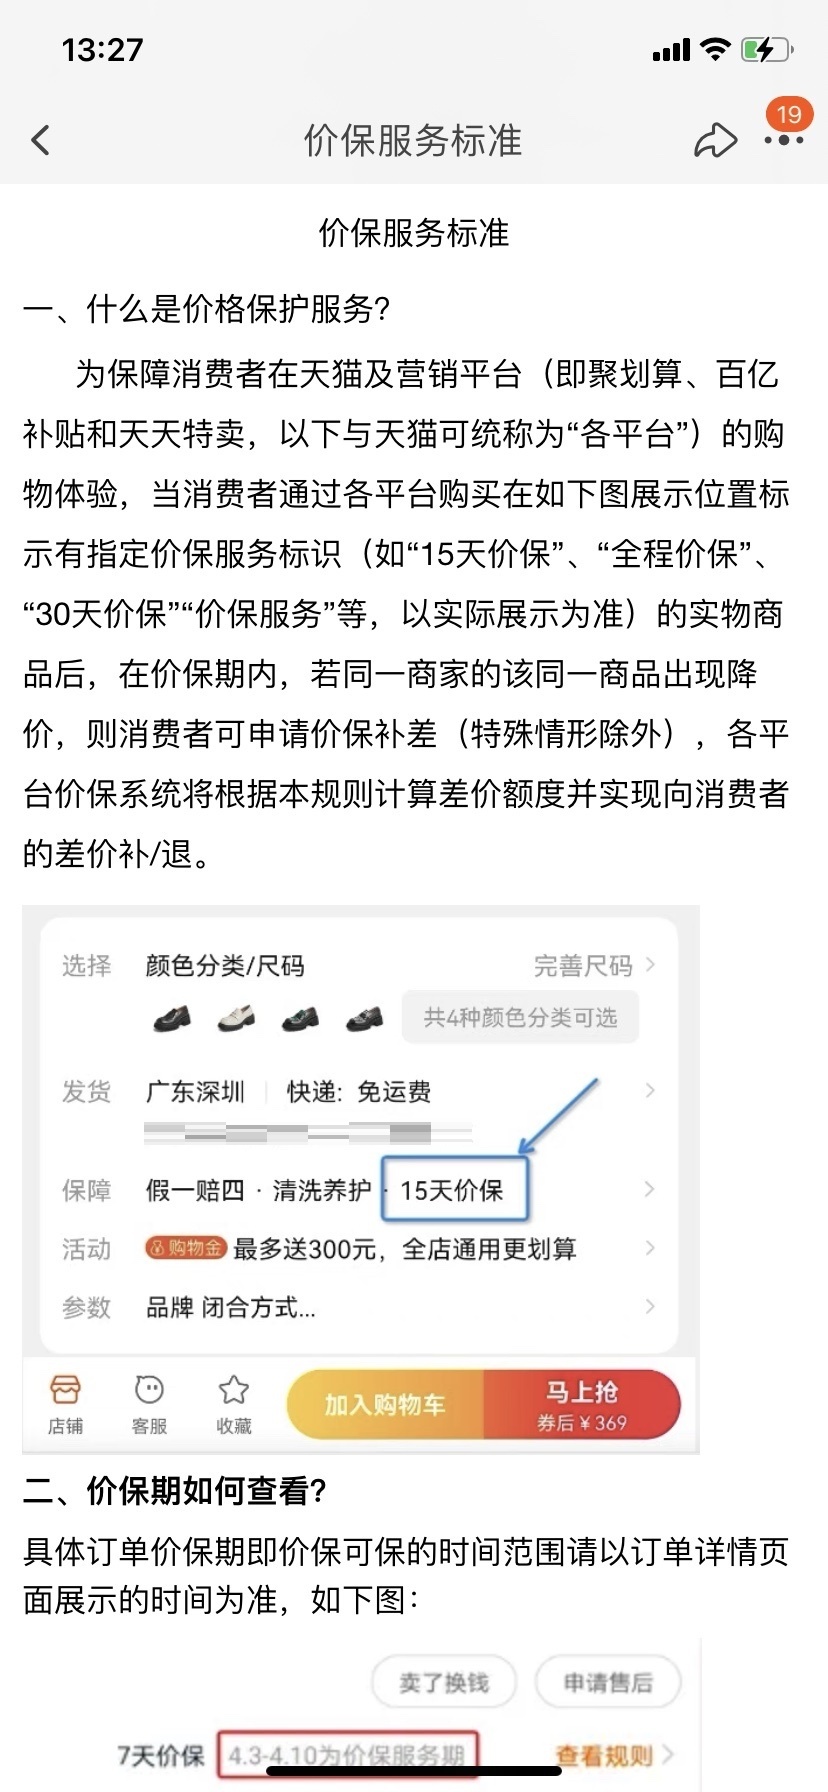 13:27
19
价保服务标准
价保服务标准
一、什么是价格保护服务？
为保障消费者在天猫及营销平台（即聚划算、百亿
补贴和天天特卖，以下与天猫可统称为“各平台”）的购
物体验，当消费者通过各平台购买在如下图展示位置标
示有指定价保服务标识（如“15天价保”、“全程价保”、
“30天价保”“价保服务”等，以实际展示为准）的实物商
品后，在价保期内，若同一商家的该同一商品出现降
价，则消费者可申请价保补差（特殊情形除外），各平
台价保系统将根据本规则计算差价额度并实现向消费者
的差价补/退。
选择 颜色分类/尺码 完善尺码
共4种颜色分类可选
发货 广东深圳 快递: 免运费
保障 假一赔四 · 清洗养护 · 15天价保
活动 购物金 最多送300元，全店通用更划算
参数 品牌 闭合方式...
店铺 客服 收藏 加入购物车 马上抢
券后￥369
二、价保期如何查看？
具体订单价保期即价保可保的时间范围请以订单详情页
面展示的时间为准，如下图：
卖了换钱 申请售后
7天价保 4.3-4.10为价保服务期 查看规则